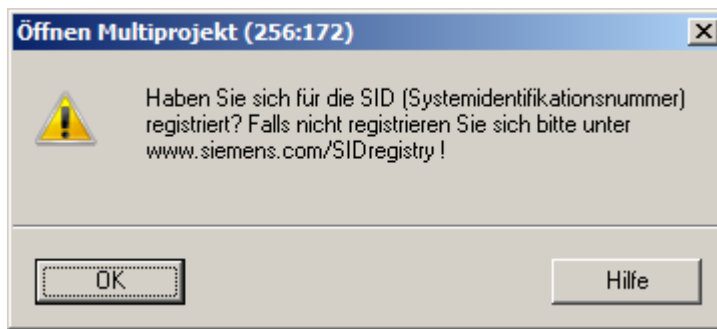 Öffnen Multiprojekt (256:172)
Haben Sie sich für die SID (Systemidentifikationsnummer)
registriert? Falls nicht registrieren Sie sich bitte unter
www.siemens.com/SIDregistry !
OK
Hilfe